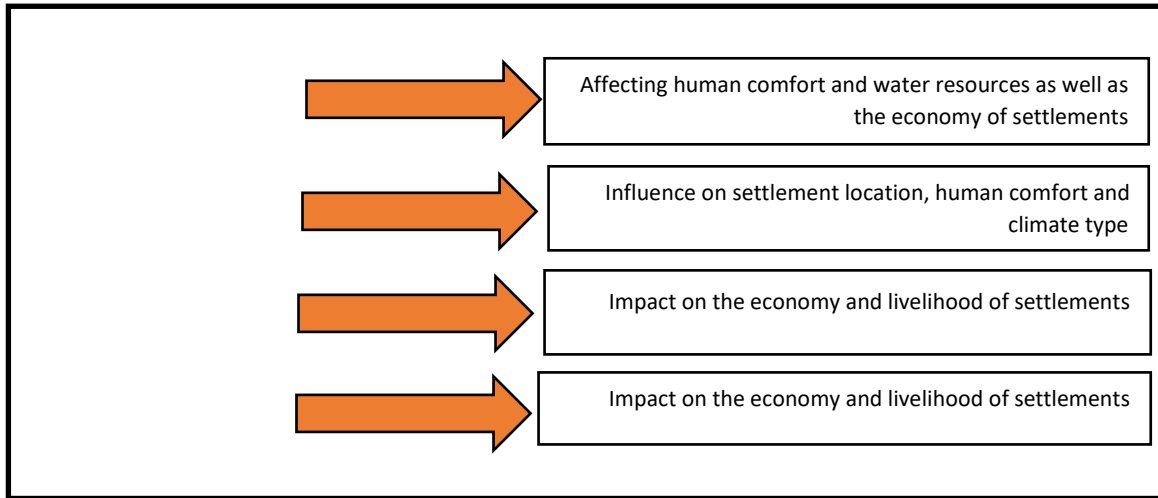 Affecting human comfort and water resources as well as
the economy of settlements
Influence on settlement location, human comfort and
climate type
Impact on the economy and livelihood of settlements
Impact on the economy and livelihood of settlements